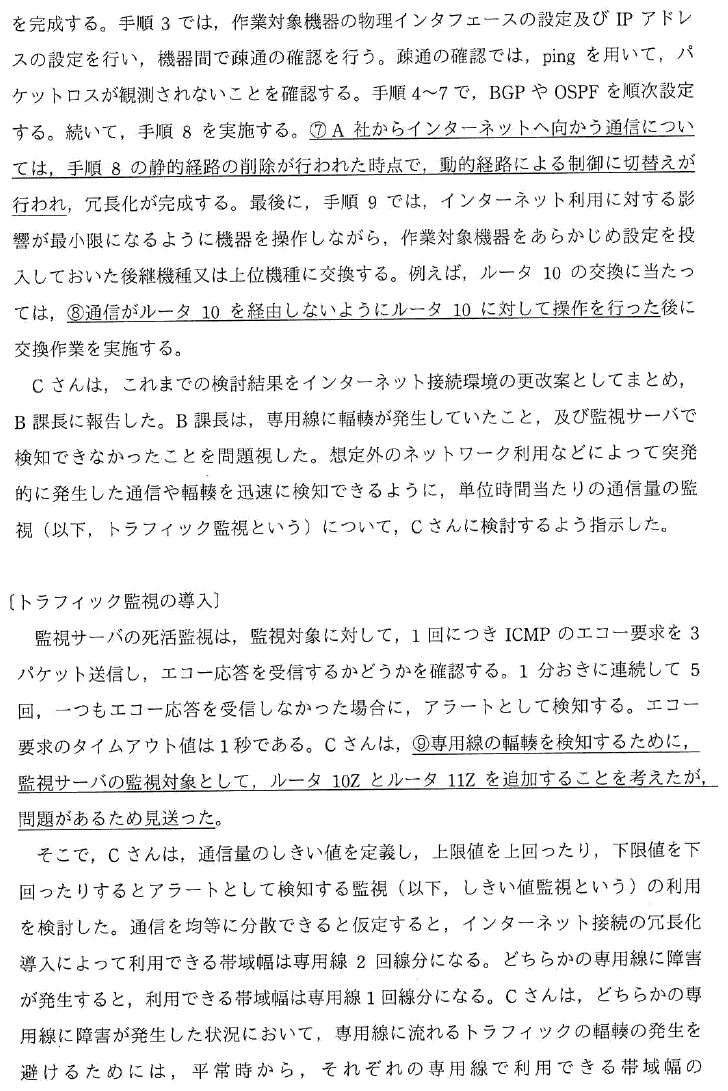 を完成する。手順 3 では，作業対象機器の物理インタフェースの設定及び IP アドレ
スの設定を行い，機器間で疎通の確認を行う。疎通の確認では，ping を用いて，パ
ケットロスが観測されないことを確認する。手順 4～7 で，BGP や OSPF を順次設定
する。続いて，手順 8 を実施する。⑦A 社からインターネットへ向かう通信につい
ては，手順 8 の静的経路の削除が行われた時点で，動的経路による制御に切替えが
行われ，冗長化が完成する。最後に，手順 9 では，インターネット利用に対する影
響が最小限になるように機器を操作しながら，作業対象機器をあらかじめ設定を投
入しておいた後継機種又は上位機種に交換する。例えば，ルータ 10 の交換に当たっ
ては，⑧通信がルータ 10 を経由しないようにルータ 10 に対して操作を行った後に
交換作業を実施する。
C さんは，これまでの検討結果をインターネット接続環境の更改案としてまとめ，
B 課長に報告した。B 課長は，専用線に輻輳が発生していたこと，及び監視サーバで
検知できなかったことを問題視した。想定外のネットワーク利用などによって突発
的に発生した通信や輻輳を迅速に検知できるように，単位時間当たりの通信量の監
視（以下，トラフィック監視という）について，C さんに検討するよう指示した。
〔トラフィック監視の導入〕
監視サーバの死活監視は，監視対象に対して，1 回につき ICMP のエコー要求を 3
パケット送信し，エコー応答を受信するかどうかを確認する。1 分おきに連続して 5
回，一つもエコー応答を受信しなかった場合に，アラートとして検知する。エコー
要求のタイムアウト値は 1 秒である。C さんは，⑨専用線の輻輳を検知するために，
監視サーバの監視対象として，ルータ 10Z とルータ 11Z を追加することを考えたが，
問題があるため見送った。
そこで，C さんは，通信量のしきい値を定義し，上限値を上回ったり，下限値を下
回ったりするとアラートとして検知する監視（以下，しきい値監視という）の利用
を検討した。通信を均等に分散できると仮定すると，インターネット接続の冗長化
導入によって利用できる帯域幅は専用線 2 回線分になる。どちらかの専用線に障害
が発生すると，利用できる帯域幅は専用線 1 回線分になる。C さんは，どちらかの専
用線に障害が発生した状況において，専用線に流れるトラフィックの輻輳の発生を
避けるためには，平常時から，それぞれの専用線で利用できる帯域幅の